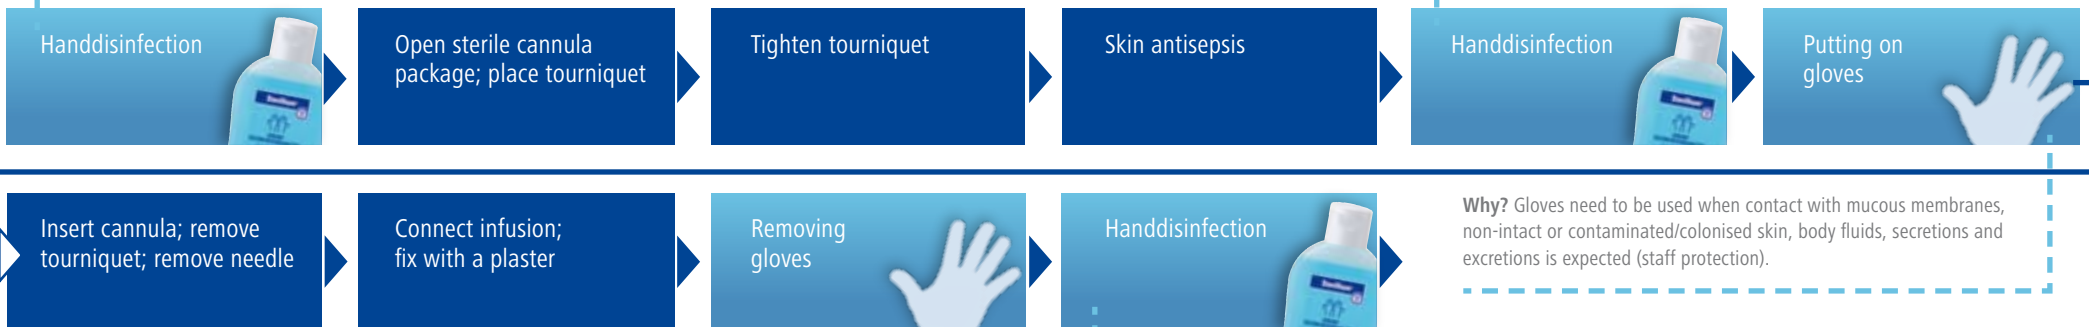 Handdisinfection
Open sterile cannula
package; place tourniquet
Tighten tourniquet
Skin antisepsis
Handdisinfection
Putting on
gloves
Insert cannula; remove
tourniquet; remove needle
Connect infusion;
fix with a plaster
Removing
gloves
Handdisinfection
Why? Gloves need to be used when contact with mucous membranes,
non-intact or contaminated/colonised skin, body fluids, secretions and
excretions is expected (staff protection).